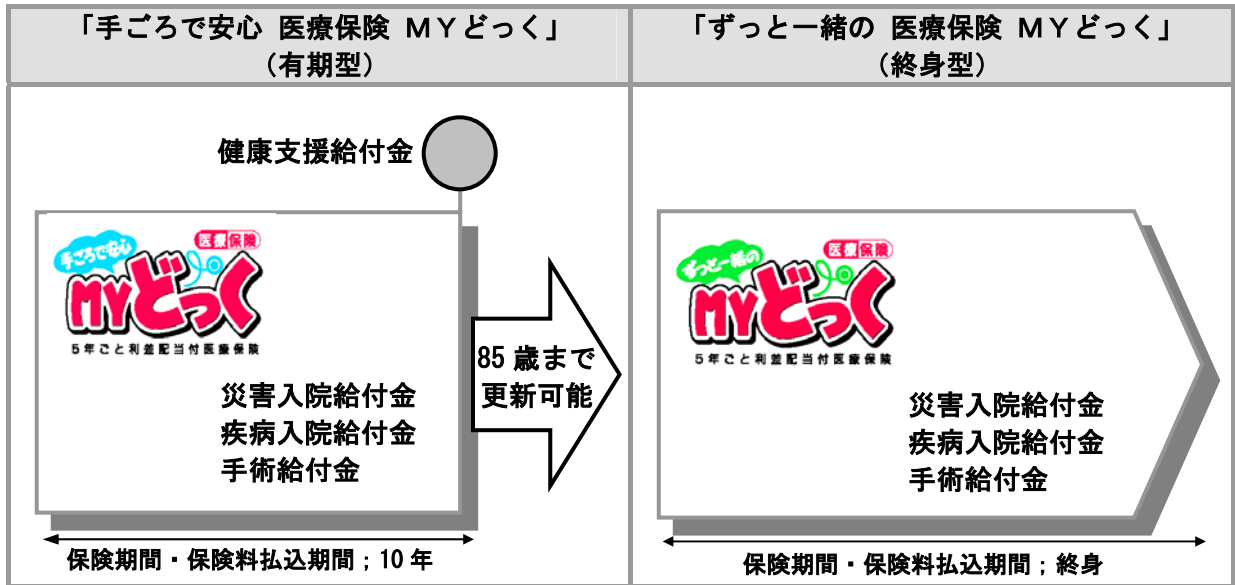 「手ごろで安心 医療保険 ＭＹどっく」
（有期型）
「ずっと一緒の 医療保険 ＭＹどっく」
（終身型）
健康支援給付金
手ごろで安心
医療保険
MYどっく
5年ごと利差配当付医療保険
災害入院給付金
疾病入院給付金
手術給付金
85 歳まで
更新可能
保険期間・保険料払込期間；10 年
ずっと一緒の
医療保険
MYどっく
5年ごと利差配当付医療保険
災害入院給付金
疾病入院給付金
手術給付金
保険期間・保険料払込期間；終身